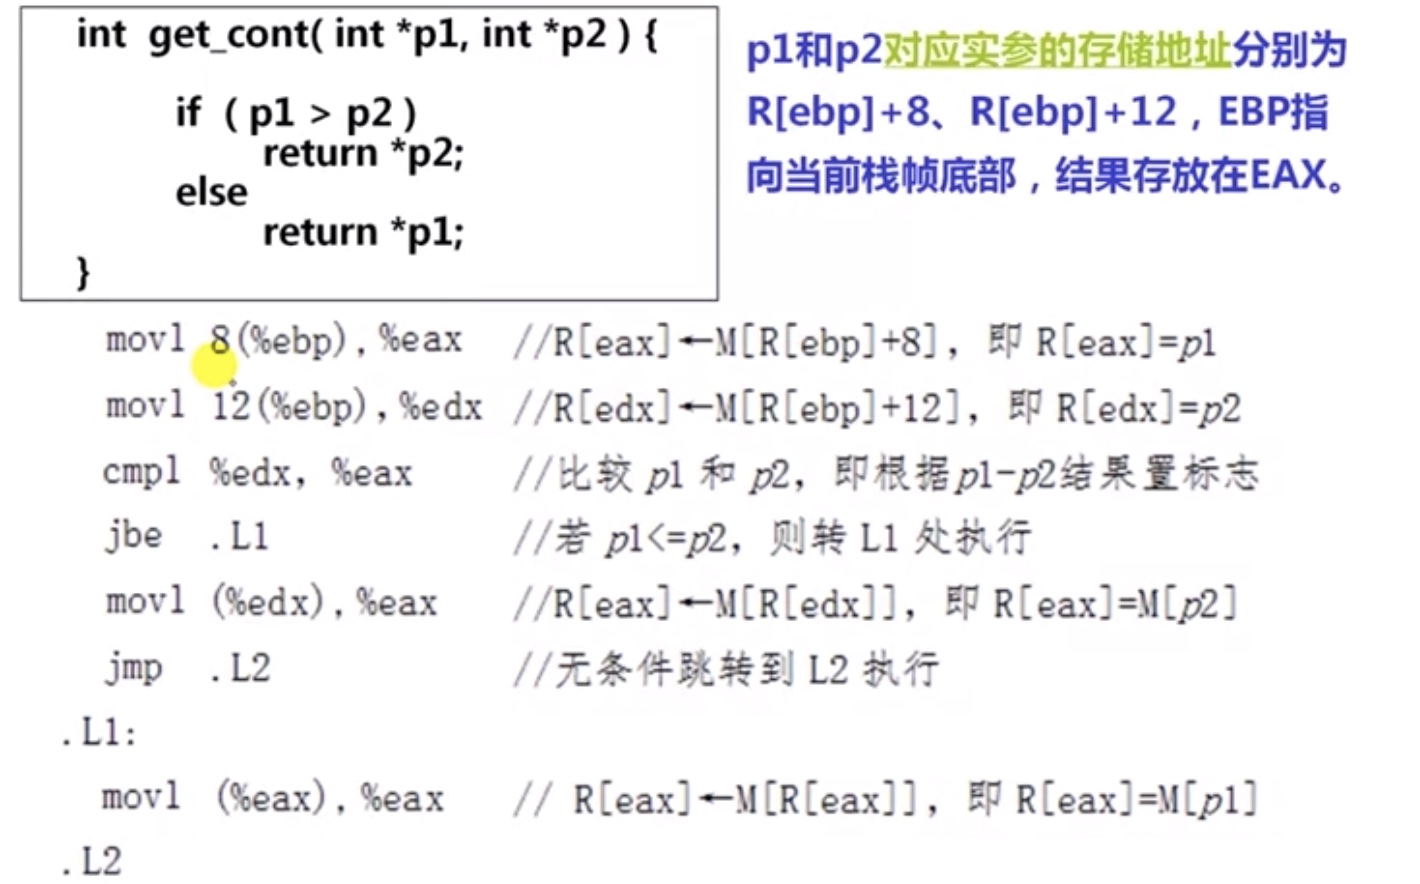 int get_cont( int *p1, int *p2 ) {
if ( p1 > p2 )
return *p2;
else
return *p1;
}
p1和p2对应实参的存储地址分别为
R[ebp]+8、R[ebp]+12，EBP指
向当前栈帧底部，结果存放在EAX。
movl 8(%ebp), %eax //R[eax]←M[R[ebp]+8], 即 R[eax]=p1
movl 12(%ebp), %edx //R[edx]←M[R[ebp]+12], 即 R[edx]=p2
cmpl %edx, %eax //比较 p1 和 p2, 即根据p1-p2结果置标志
jbe .L1 //若 p1<=p2, 则转 L1 处执行
movl (%edx), %eax //R[eax]←M[R[edx]], 即 R[eax]=M[p2]
jmp .L2 //无条件跳转到 L2 执行
.L1:
movl (%eax), %eax // R[eax]←M[R[eax]], 即 R[eax]=M[p1]
.L2